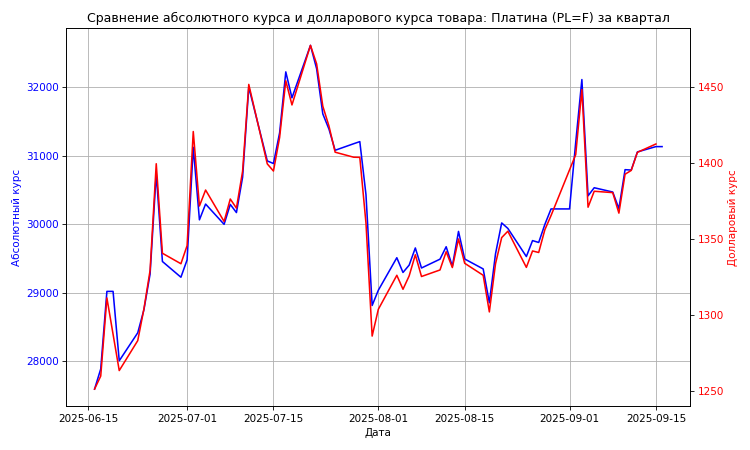 Сравнение абсолютного курса и долларового курса товара: Платина (PL=F) за квартал
Абсолютный курс
32000
31000
30000
29000
28000
1450
1400
1350
1300
1250
Долларовый курс
2025-06-15 2025-07-01 2025-07-15 2025-08-01 2025-08-15 2025-09-01 2025-09-15
Дата